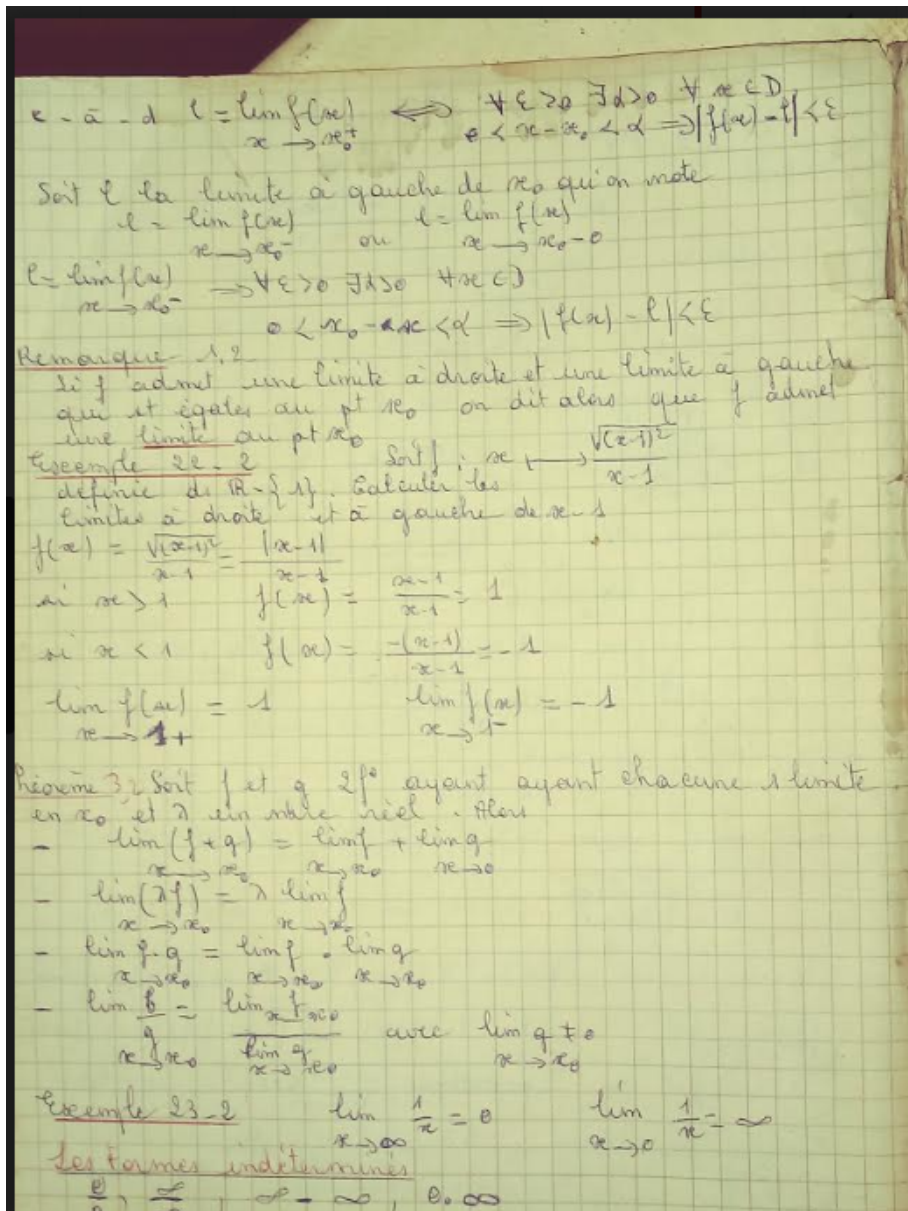 c-à-d l = lim f(x) ⟺ ∀ε>0 ∃α>0 ∀x∈D
x→x₀⁺ 0<x-x₀<α ⟹ |f(x)-l|<ε
Soit l la limite à gauche de x₀ qu'on note
l = lim f(x) l = lim f(x)
x→x₀⁻ ou x→x₀-0
l = lim f(x) ⟹ ∀ε>0 ∃α>0 ∀x∈D
x→x₀⁻
0<x₀-x<α ⟹ |f(x)-l|<ε
Remarque 1.2
Si f admet une limite à droite et une limite à gauche
qui st égales au pt x₀ on dit alors que f admet
une limite au pt x₀
Exemple 22-2 Soit f : x ⟼ √(x-1)²/(x-1)
définie ds ℝ-{1}. Calculer les
limites à droite et à gauche de x-1
f(x) = √(x-1)²/(x-1) = |x-1|/(x-1)
si x>1 f(x) = (x-1)/(x-1) = 1
si x<1 f(x) = -(x-1)/(x-1) = -1
lim f(x) = 1 lim f(x) = -1
x→1+ x→1⁻
héorème 3: Soit f et g 2f° ayant ayant chacune 1 limite
en x₀ et λ un nbre réel. Alors
- lim(f+g) = lim f + lim g
x→x₀ x→x₀ x→0
- lim(λf) = λ lim f
x→x₀ x→x₀
- lim f.g = lim f . lim g
x→x₀ x→x₀ x→x₀
- lim f/g = lim f / lim g avec lim g ≠ 0
x→x₀ x→x₀ x→x₀ x→x₀
Exemple 23-2 lim 1/x = 0 lim 1/x = ∞
x→∞ x→0
Les Formes indéterminés
∞-∞, 0.∞